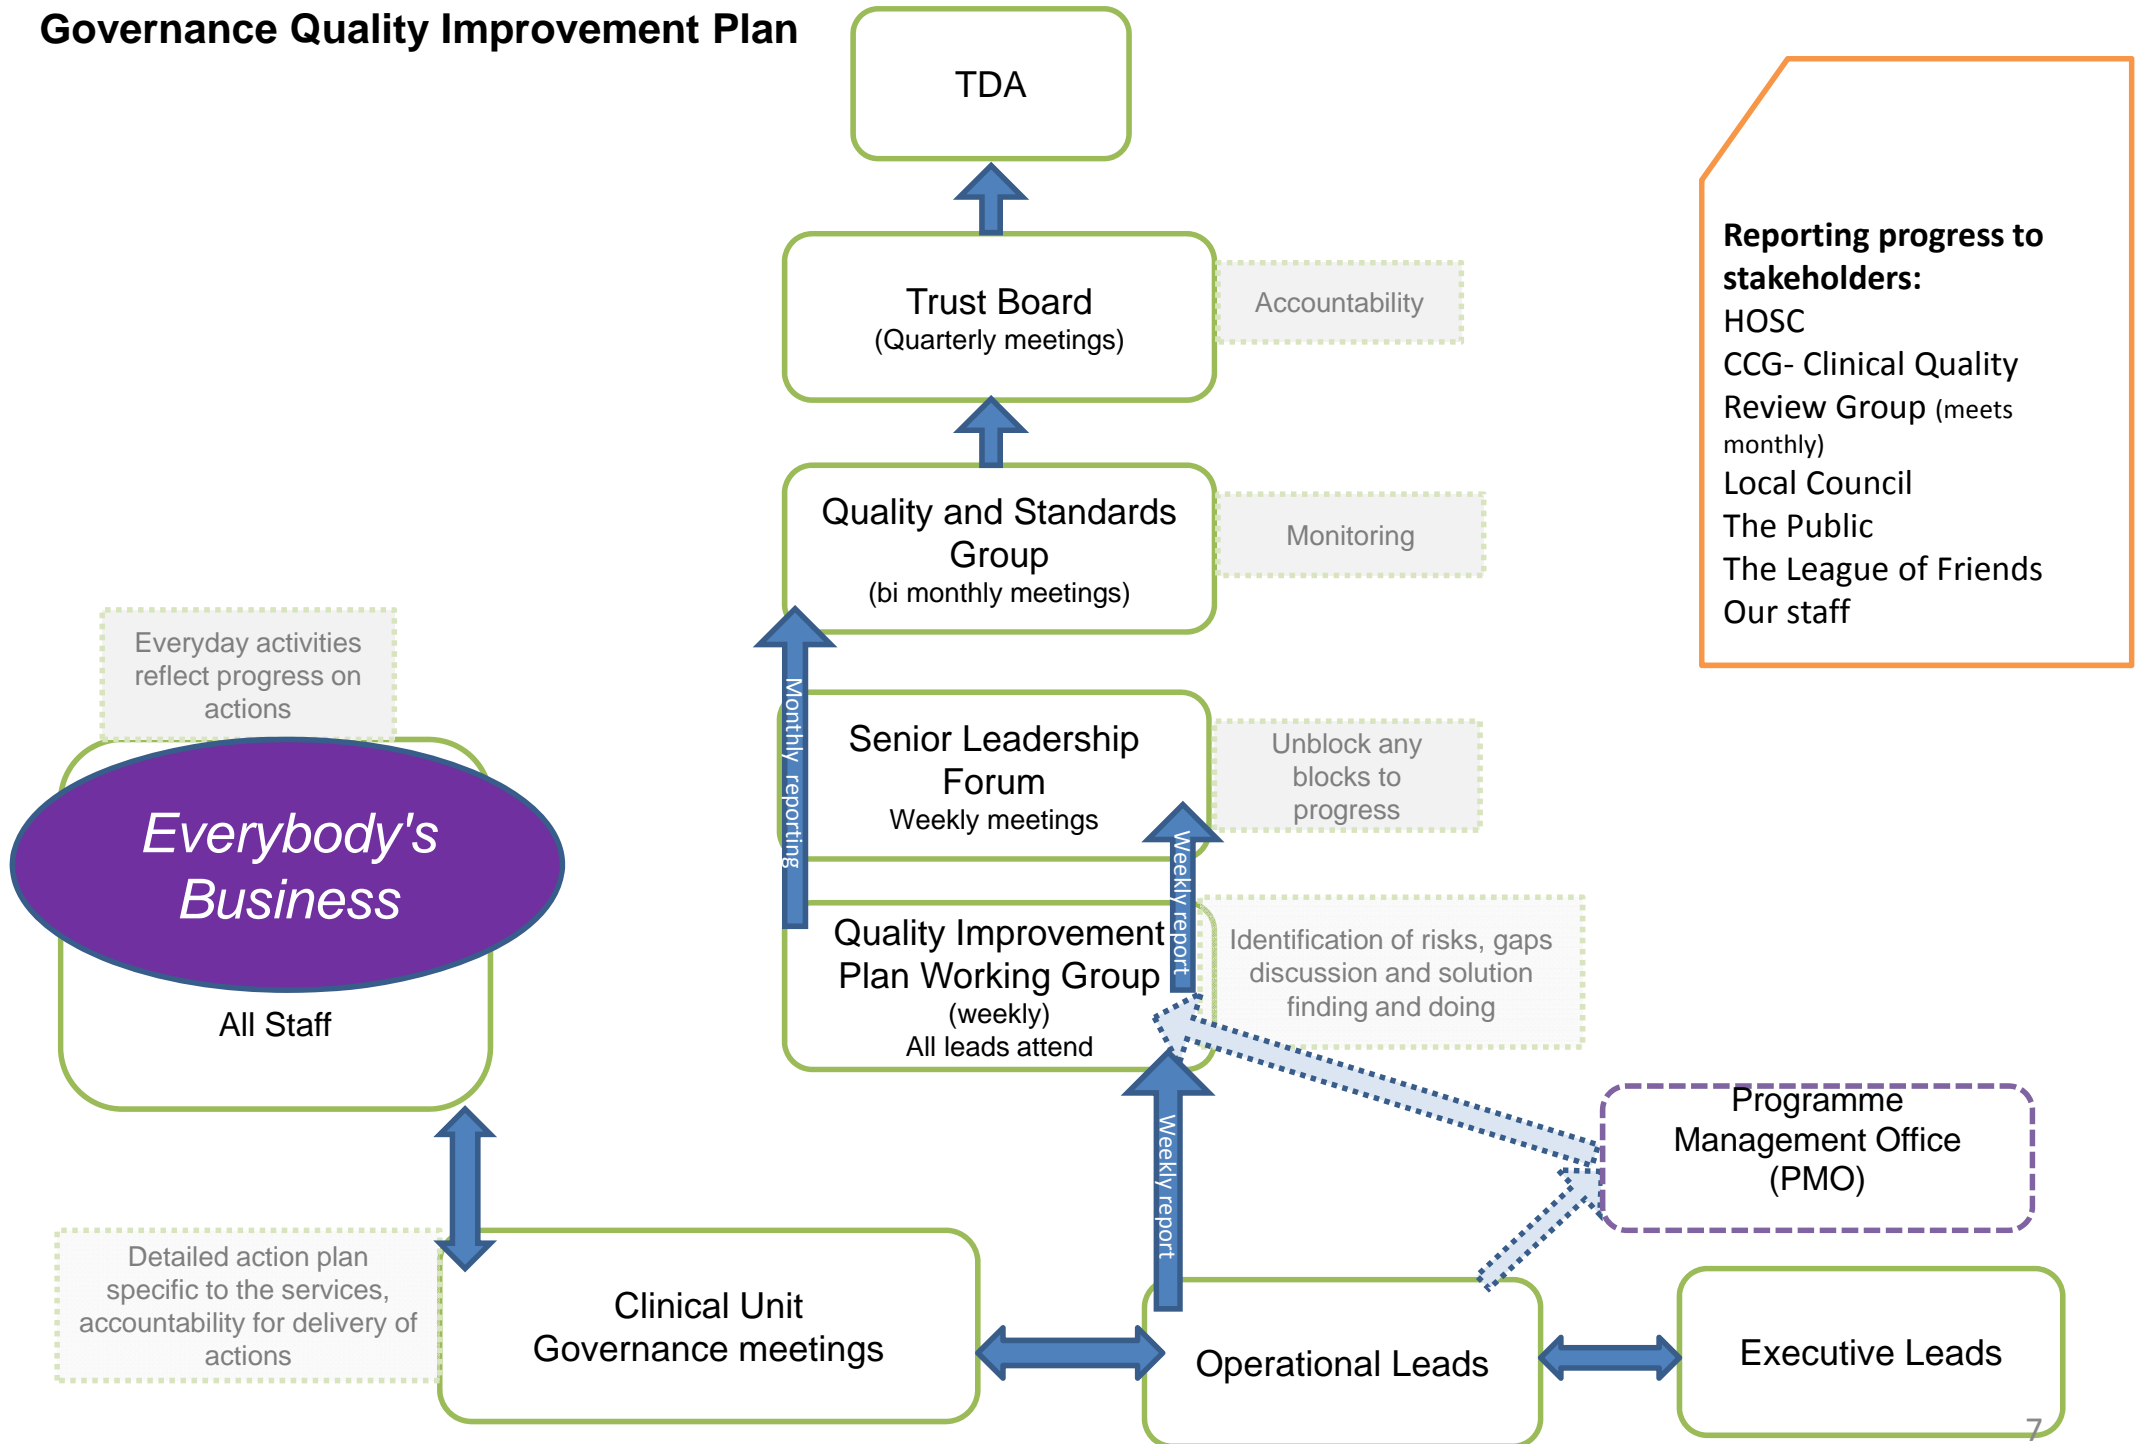 Governance Quality Improvement Plan
TDA
Trust Board
(Quarterly meetings)
Accountability
Quality and Standards
Group
(bi monthly meetings)
Monitoring
Monthly reporting
Senior Leadership
Forum
Weekly meetings
Unblock any
blocks to
progress
Weekly report
Quality Improvement
Plan Working Group
(weekly)
All leads attend
Identification of risks, gaps
discussion and solution
finding and doing
Reporting progress to
stakeholders:
HOSC
CCG- Clinical Quality
Review Group (meets
monthly)
Local Council
The Public
The League of Friends
Our staff
Everyday activities
reflect progress on
actions
Everybody's
Business
All Staff
Detailed action plan
specific to the services,
accountability for delivery of
actions
Clinical Unit
Governance meetings
Weekly report
Operational Leads
Programme
Management Office
(PMO)
Executive Leads
7